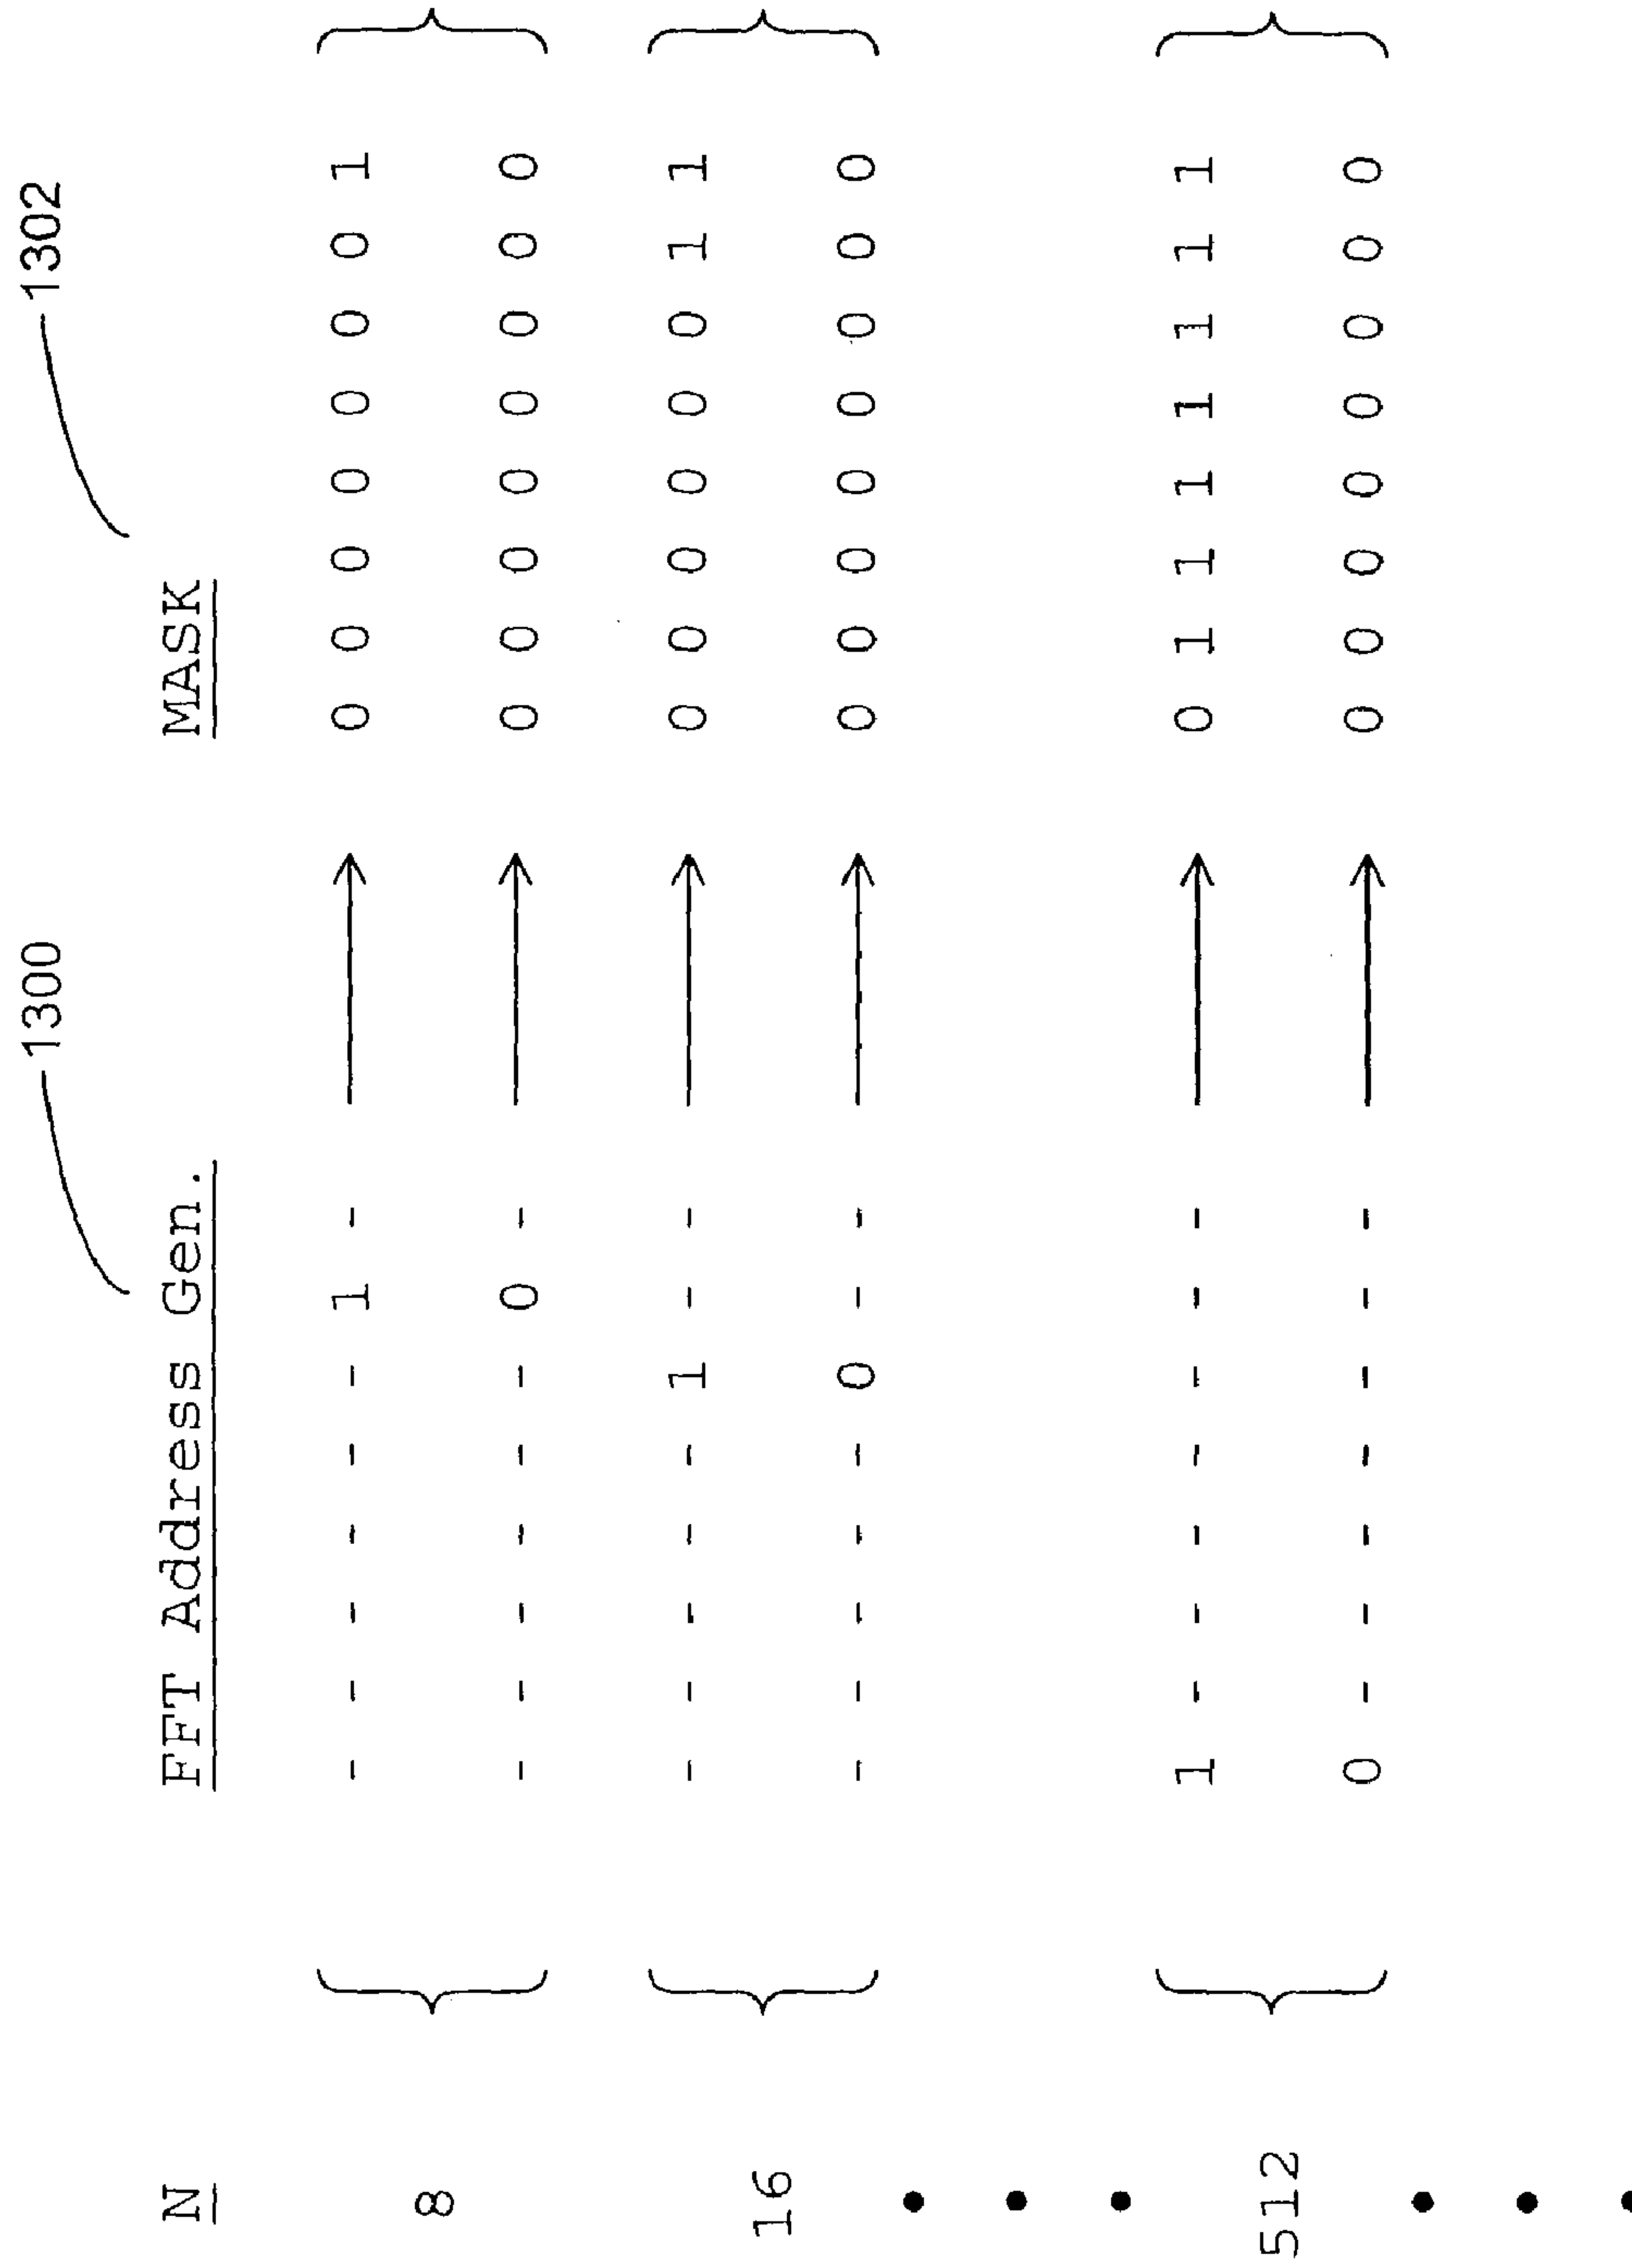 1300 1302
N FFT Address Gen. MASK
- - - - - - 1 - → 0 0 0 0 0 0 0 1
8
- - - - - - 0 - → 0 0 0 0 0 0 0 0
- - - - - 1 - - → 0 0 0 0 0 0 1 1
16
- - - - - 0 - - → 0 0 0 0 0 0 0 0
1 - - - - - - - → 0 1 1 1 1 1 1 1
512
0 - - - - - - - → 0 0 0 0 0 0 0 0